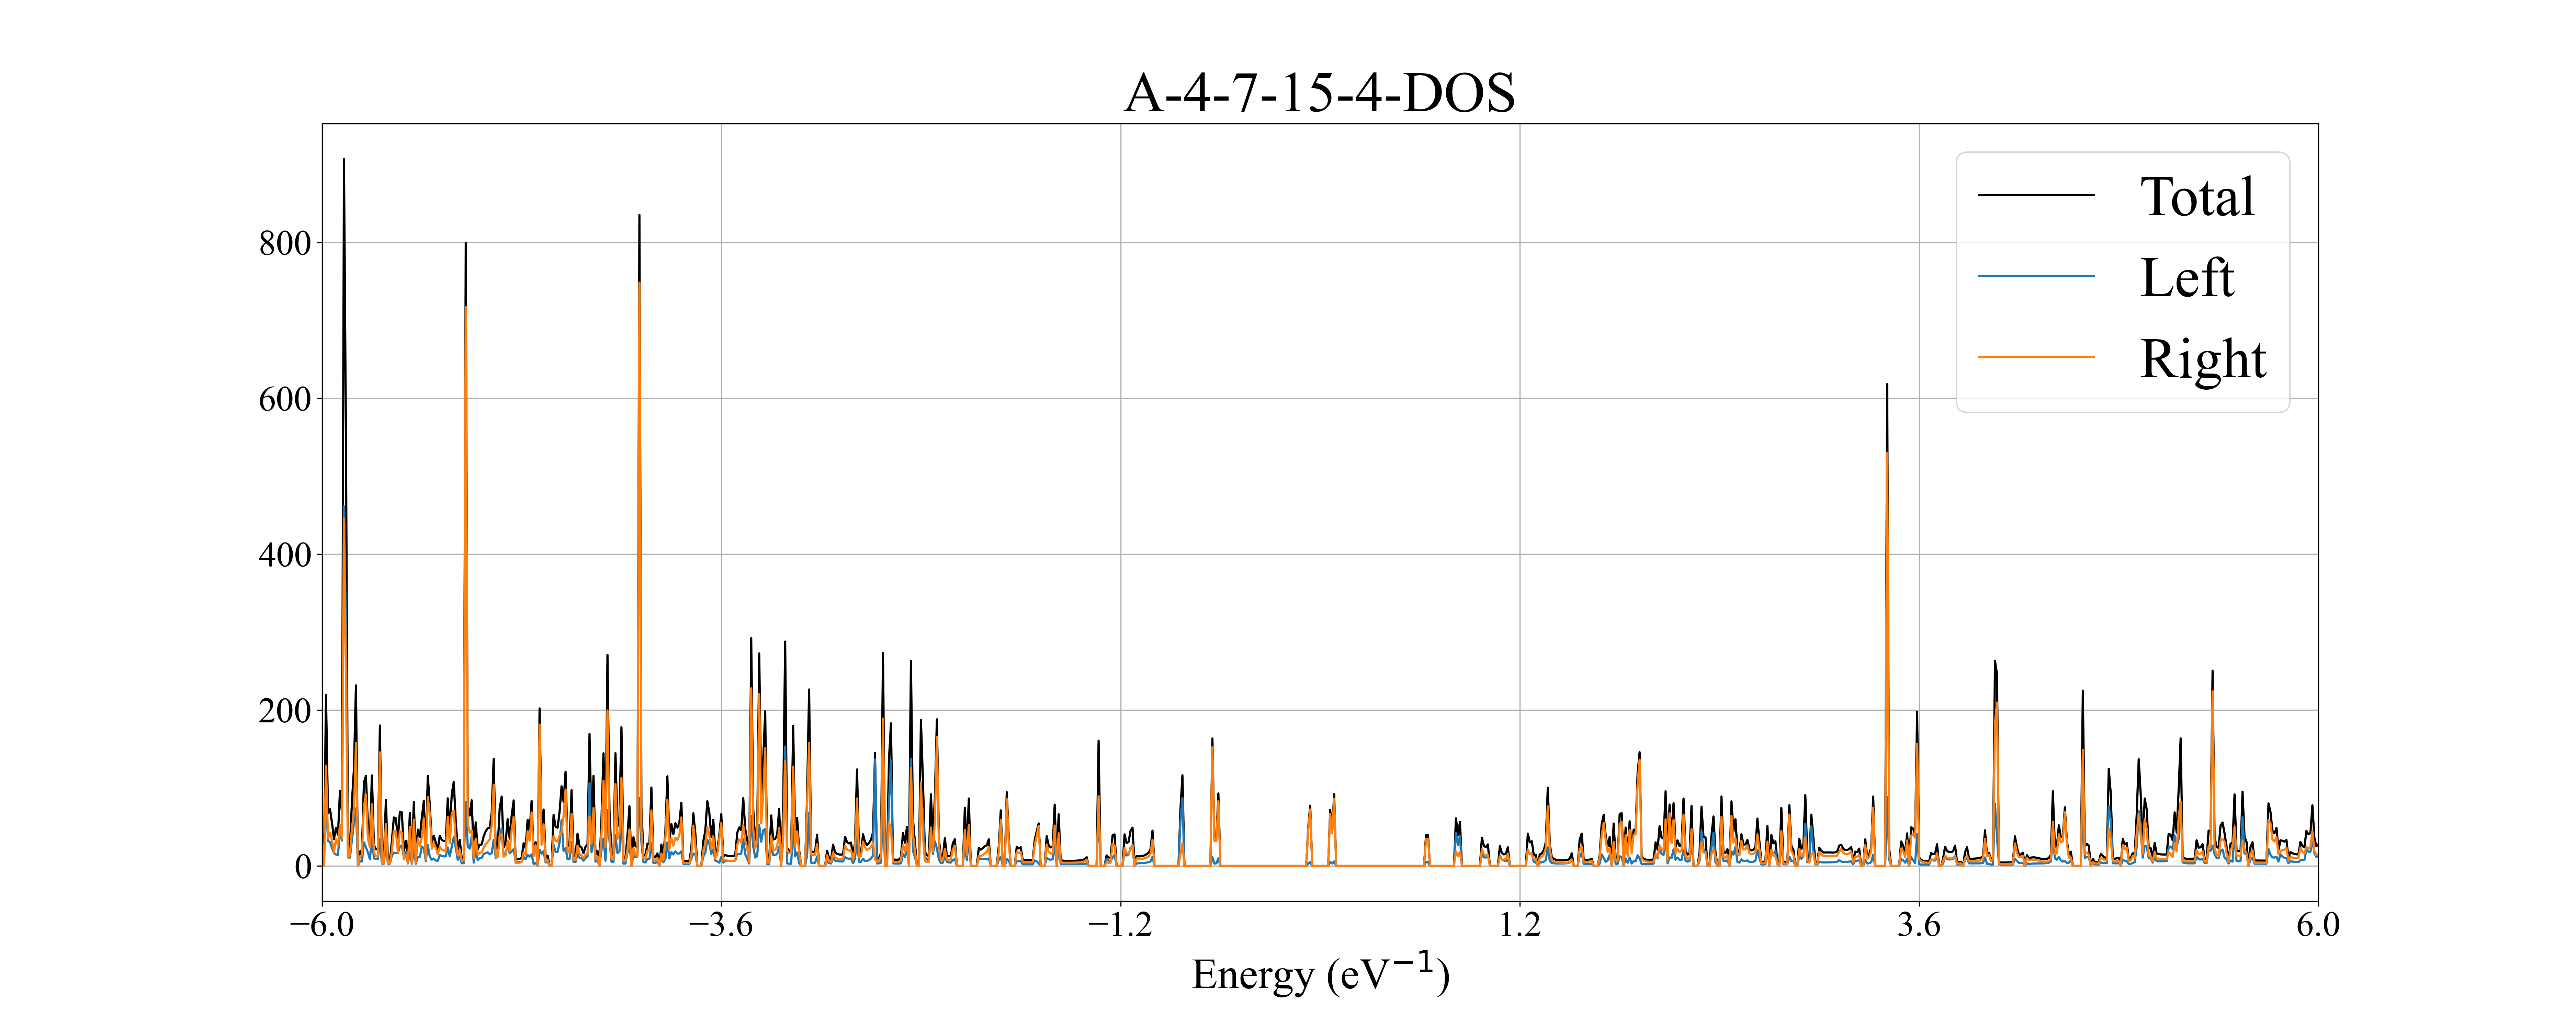 A-4-7-15-4-DOS
Total
Left
Right
800
600
400
200
0
−6.0 −3.6 −1.2 1.2 3.6 6.0
Energy (eV⁻¹)